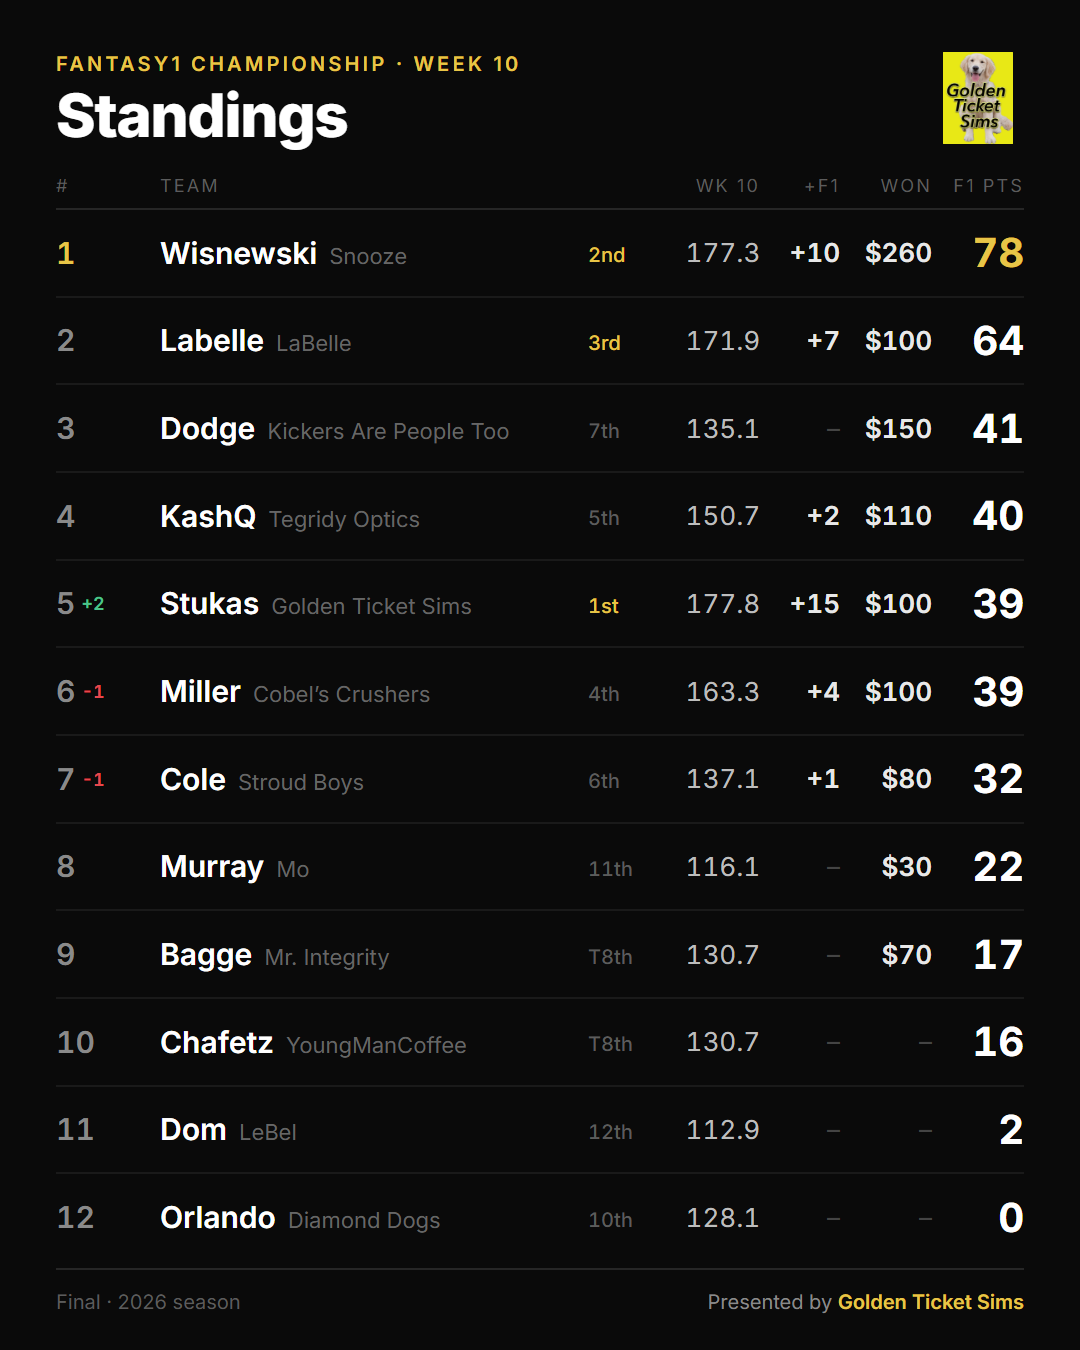 FANTASY1 CHAMPIONSHIP · WEEK 10
Standings
Golden
Ticket
Sims
# TEAM WK 10 +F1 WON F1 PTS
1 Wisnewski Snooze 2nd 177.3 +10 $260 78
2 Labelle LaBelle 3rd 171.9 +7 $100 64
3 Dodge Kickers Are People Too 7th 135.1 – $150 41
4 KashQ Tegridy Optics 5th 150.7 +2 $110 40
5 +2 Stukas Golden Ticket Sims 1st 177.8 +15 $100 39
6 -1 Miller Cobel’s Crushers 4th 163.3 +4 $100 39
7 -1 Cole Stroud Boys 6th 137.1 +1 $80 32
8 Murray Mo 11th 116.1 – $30 22
9 Bagge Mr. Integrity T8th 130.7 – $70 17
10 Chafetz YoungManCoffee T8th 130.7 – – 16
11 Dom LeBel 12th 112.9 – – 2
12 Orlando Diamond Dogs 10th 128.1 – – 0
Final · 2026 season
Presented by Golden Ticket Sims